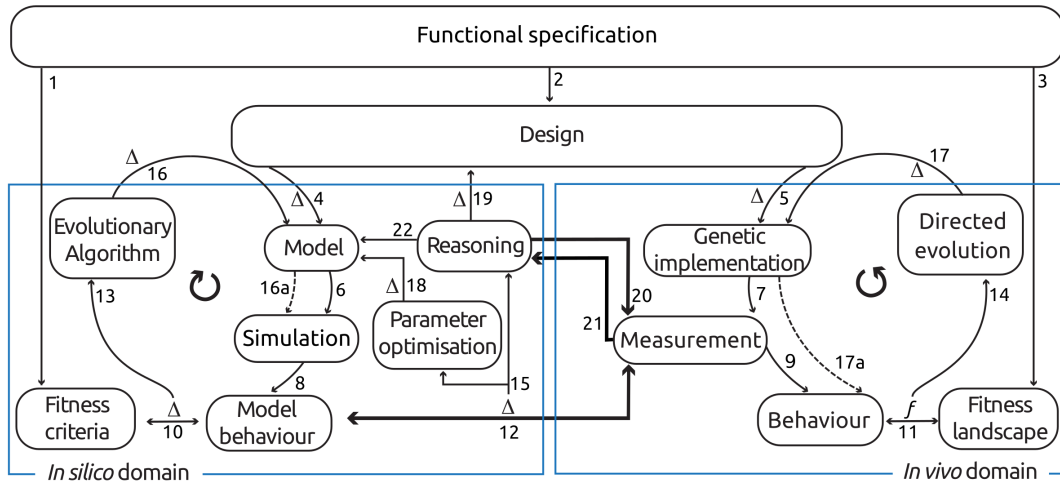 Functional specification
1
2
3
Design
Δ
16
Δ
4
Δ
19
Δ
5
17
Δ
Evolutionary
Algorithm
Model
22
Reasoning
Genetic
implementation
Directed
evolution
13
16a
6
Δ
18
20
7
14
Simulation
Parameter
optimisation
21
Measurement
8
15
9
17a
Fitness
criteria
Δ
10
Model
behaviour
Δ
12
Behaviour
f
11
Fitness
landscape
In silico domain
In vivo domain